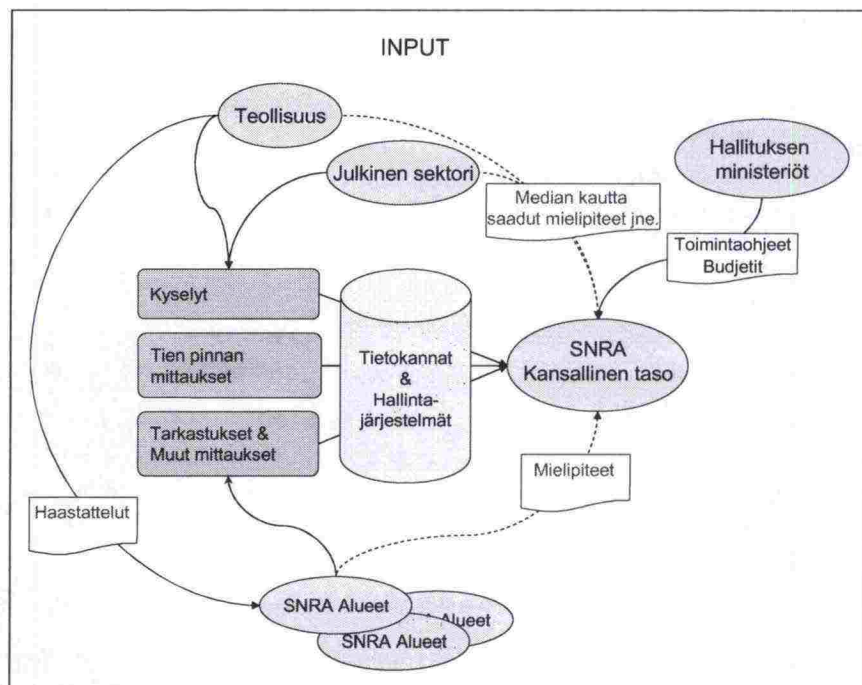 INPUT
Teollisuus
Julkinen sektori
Hallituksen
ministeriöt
Median kautta
saadut mielipiteet jne.
Toimintaohjeet
Budjetit
Kyselyt
Tien pinnan
mittaukset
Tarkastukset &
Muut mittaukset
Tietokannat
&
Hallinta-
järjestelmät
SNRA
Kansallinen taso
Mielipiteet
Haastattelut
SNRA Alueet
Alueet
SNRA Alueet